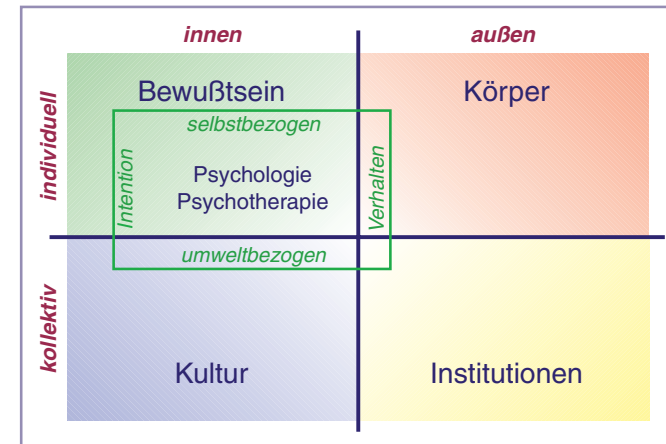 innen
außen
individuell
Bewußtsein
Körper
selbstbezogen
Intention
Psychologie
Psychotherapie
Verhalten
umweltbezogen
kollektiv
Kultur
Institutionen